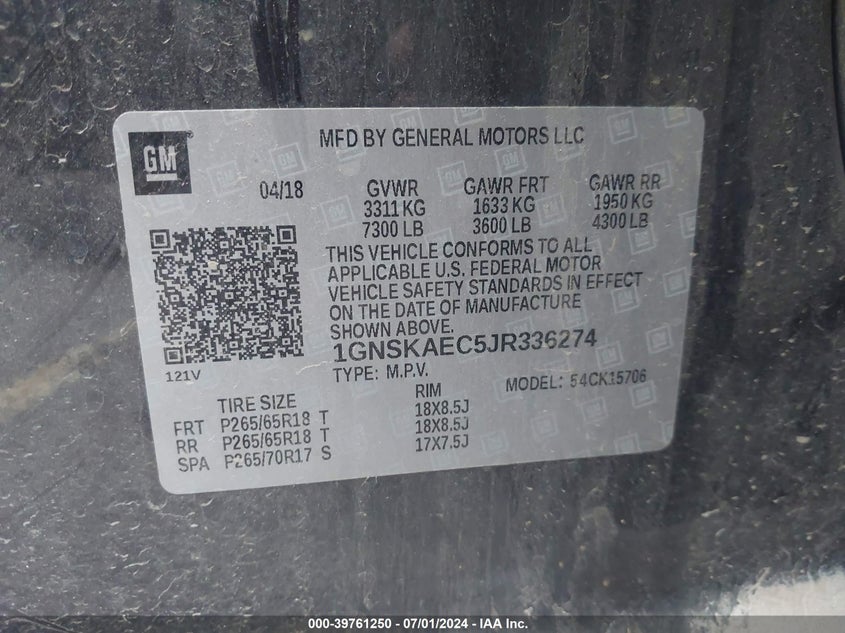 GM
MFD BY GENERAL MOTORS LLC
04/18
GVWR GAWR FRT GAWR RR
3311 KG 1633 KG 1950 KG
7300 LB 3600 LB 4300 LB
THIS VEHICLE CONFORMS TO ALL
APPLICABLE U.S. FEDERAL MOTOR
VEHICLE SAFETY STANDARDS IN EFFECT
ON THE DATE OF MANUFACTURE
SHOWN ABOVE.
1GNSKAEC5JR336274
121V
TYPE: M.P.V. MODEL: 54CK15706
TIRE SIZE RIM
FRT P265/65R18 T 18X8.5J
RR P265/65R18 T 18X8.5J
SPA P265/70R17 S 17X7.5J
000-39761250 / 07/01/2024 - IAA Inc.